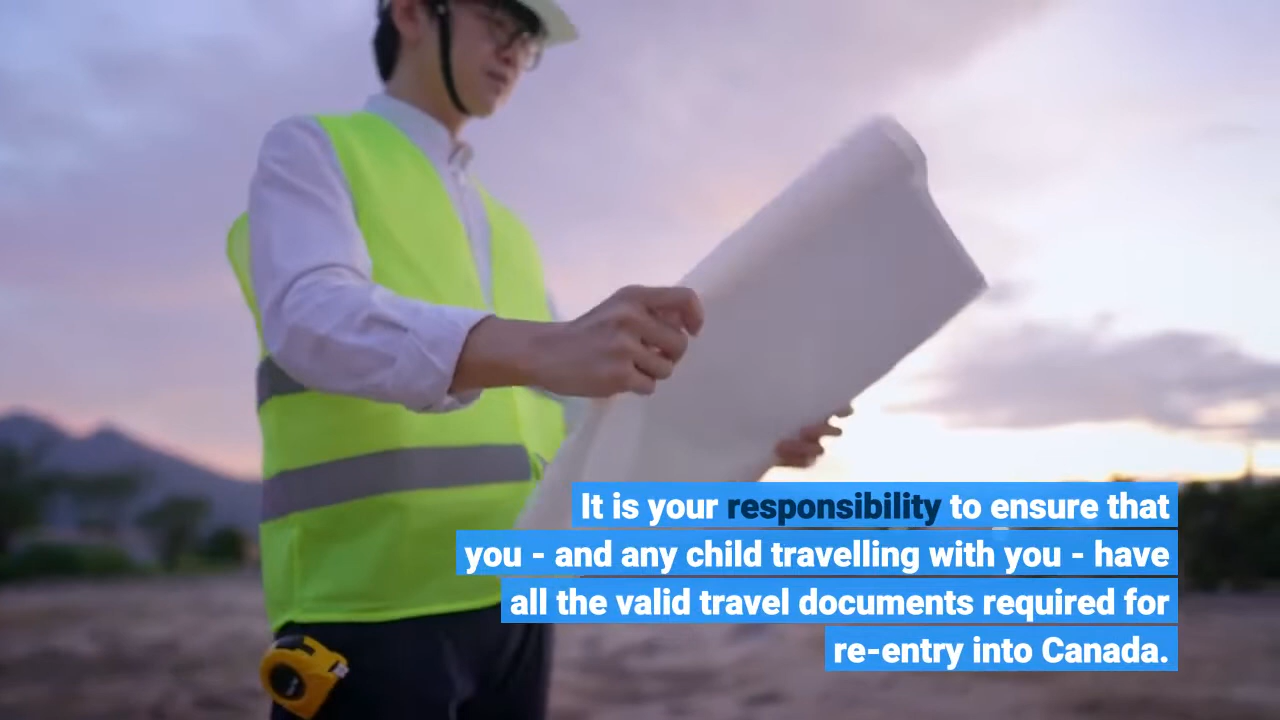 It is your responsibility to ensure that
you - and any child travelling with you - have
all the valid travel documents required for
re-entry into Canada.